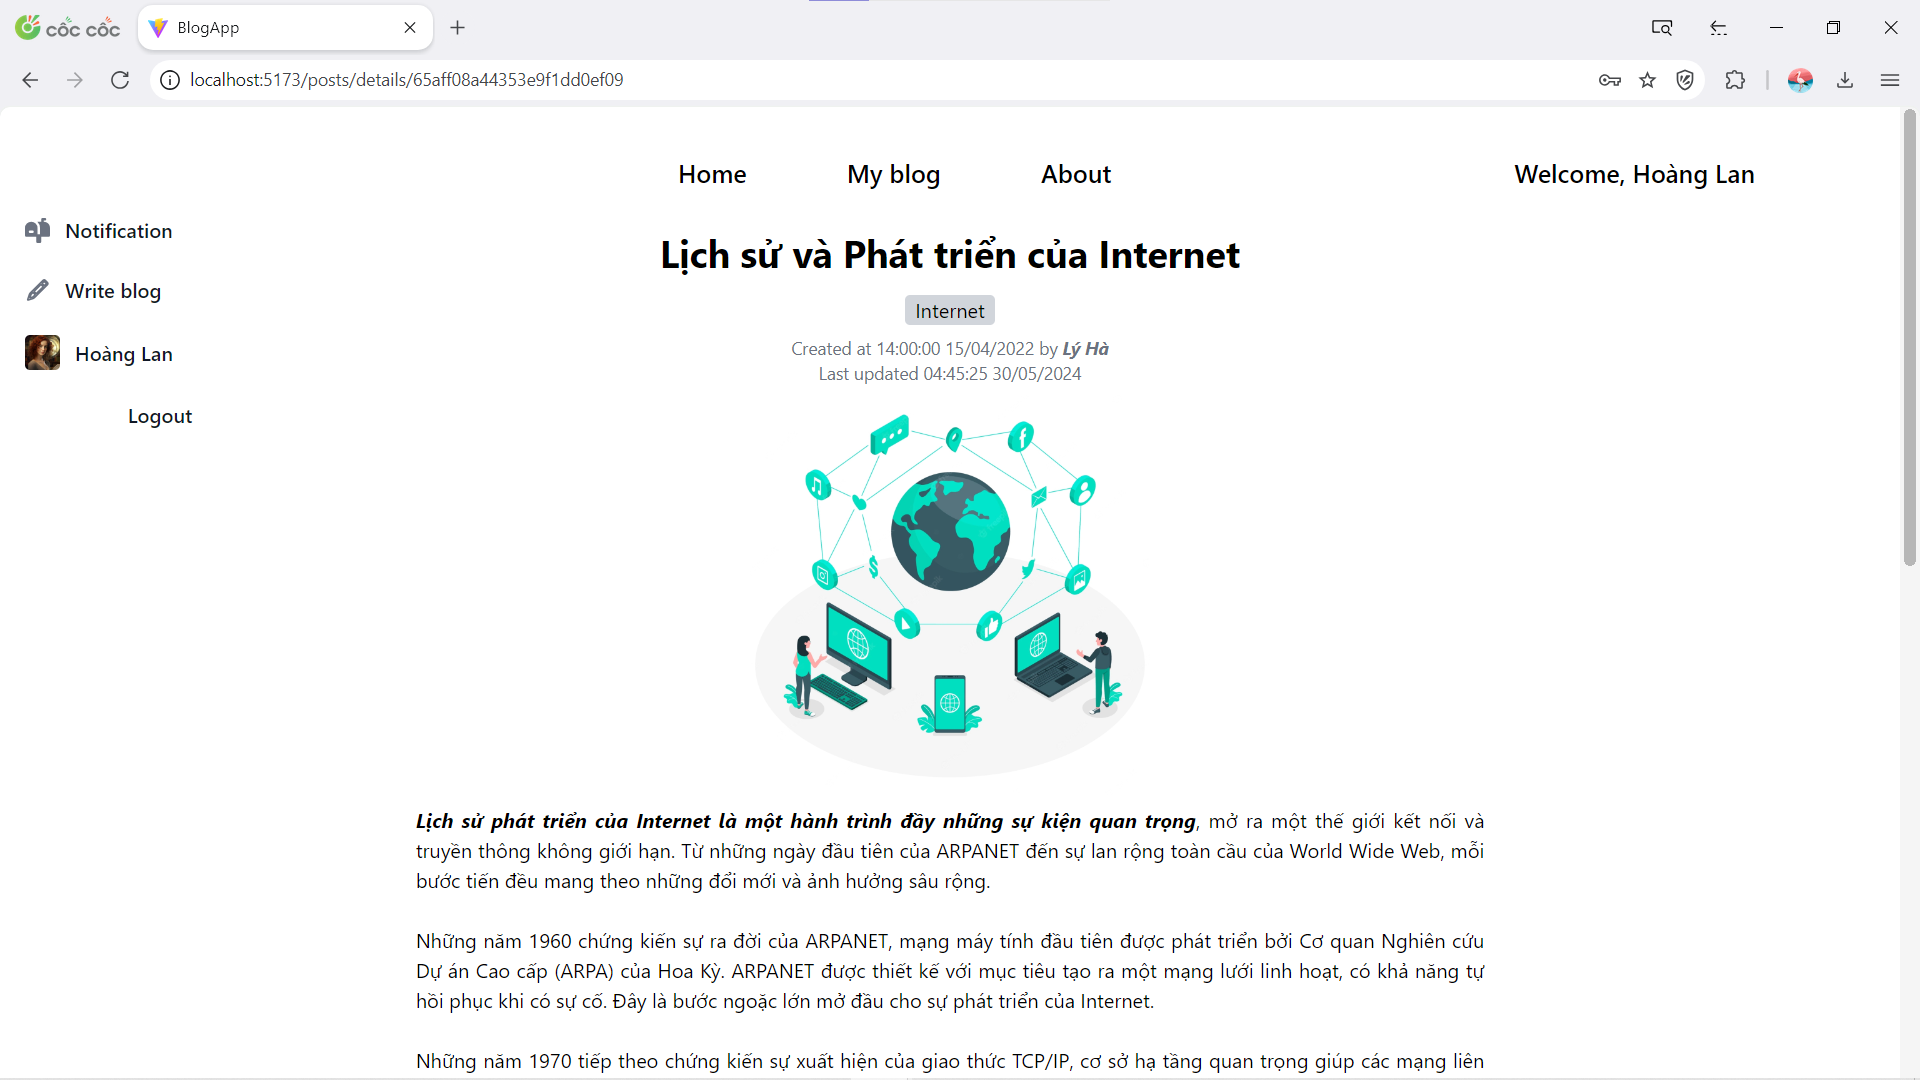 cốc cốc
BlogApp
localhost:5173/posts/details/65aff08a44353e9f1dd0ef09
Home
My blog
About
Welcome, Hoàng Lan
Notification
Write blog
Hoàng Lan
Logout
Lịch sử và Phát triển của Internet
Internet
Created at 14:00:00 15/04/2022 by Lý Hà
Last updated 04:45:25 30/05/2024
Lịch sử phát triển của Internet là một hành trình đầy những sự kiện quan trọng, mở ra một thế giới kết nối và
truyền thông không giới hạn. Từ những ngày đầu tiên của ARPANET đến sự lan rộng toàn cầu của World Wide Web, mỗi
bước tiến đều mang theo những đổi mới và ảnh hưởng sâu rộng.
Những năm 1960 chứng kiến sự ra đời của ARPANET, mạng máy tính đầu tiên được phát triển bởi Cơ quan Nghiên cứu
Dự án Cao cấp (ARPA) của Hoa Kỳ. ARPANET được thiết kế với mục tiêu tạo ra một mạng lưới linh hoạt, có khả năng tự
hồi phục khi có sự cố. Đây là bước ngoặc lớn mở đầu cho sự phát triển của Internet.
Những năm 1970 tiếp theo chứng kiến sự xuất hiện của giao thức TCP/IP, cơ sở hạ tầng quan trọng giúp các mạng liên